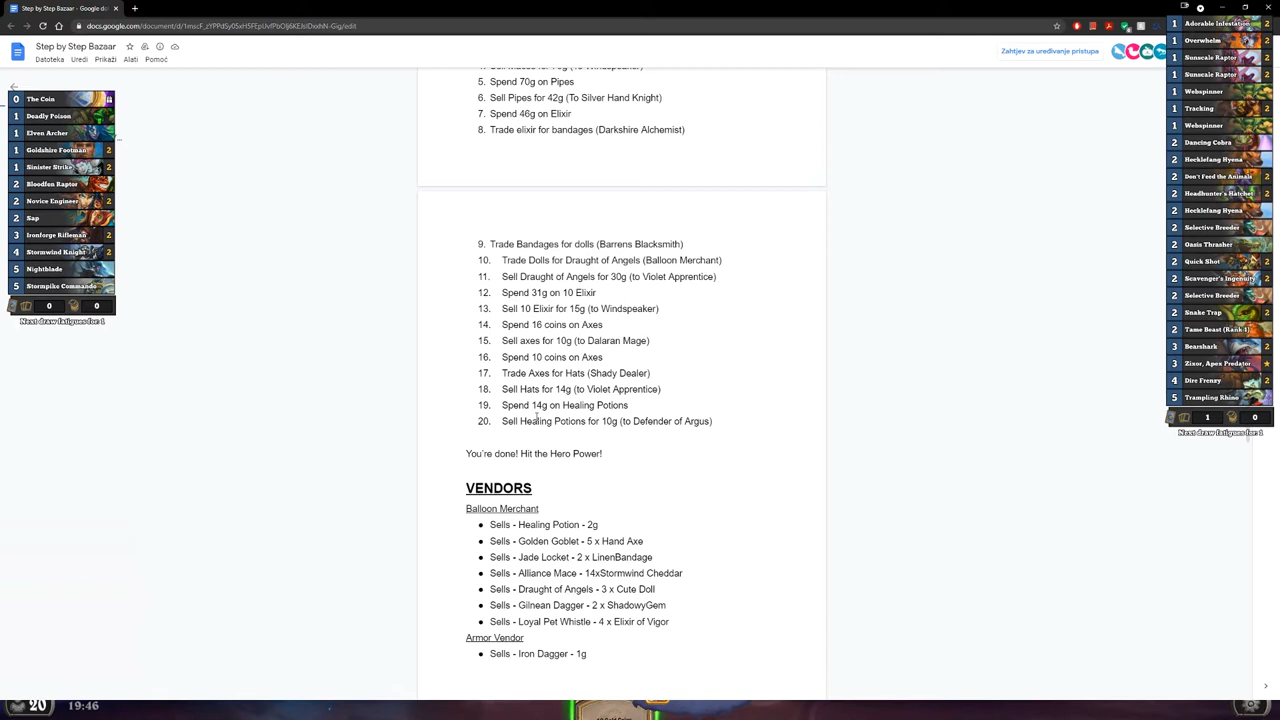 Step by Step Bazaar - Google do
docs.google.com/document/d/1mscF_zYPPdSy05xH5FEpUvfPbOlj6KEJsIDxxhN-Gig/edit
Step by Step Bazaar
Datoteka Uredi Prikaži Alati Pomoć
Zahtjev za uređivanje pristupa
5. Spend 70g on Pipes
6. Sell Pipes for 42g (To Silver Hand Knight)
7. Spend 46g on Elixir
8. Trade elixir for bandages (Darkshire Alchemist)
9. Trade Bandages for dolls (Barrens Blacksmith)
10. Trade Dolls for Draught of Angels (Balloon Merchant)
11. Sell Draught of Angels for 30g (to Violet Apprentice)
12. Spend 31g on 10 Elixir
13. Sell 10 Elixir for 15g (to Windspeaker)
14. Spend 16 coins on Axes
15. Sell axes for 10g (to Dalaran Mage)
16. Spend 10 coins on Axes
17. Trade Axes for Hats (Shady Dealer)
18. Sell Hats for 14g (to Violet Apprentice)
19. Spend 14g on Healing Potions
20. Sell Healing Potions for 10g (to Defender of Argus)
You're done! Hit the Hero Power!
VENDORS
Balloon Merchant
● Sells - Healing Potion - 2g
● Sells - Golden Goblet - 5 x Hand Axe
● Sells - Jade Locket - 2 x LinenBandage
● Sells - Alliance Mace - 14xStormwind Cheddar
● Sells - Draught of Angels - 3 x Cute Doll
● Sells - Gilnean Dagger - 2 x ShadowyGem
● Sells - Loyal Pet Whistle - 4 x Elixir of Vigor
Armor Vendor
● Sells - Iron Dagger - 1g
0 The Coin
1 Deadly Poison
1 Elven Archer
1 Goldshire Footman 2
1 Sinister Strike 2
2 Bloodfen Raptor
2 Novice Engineer 2
2 Sap
3 Ironforge Rifleman 2
4 Stormwind Knight 2
5 Nightblade
5 Stormpike Commando
0 0
Next draw fatigues for 1
1 Adorable Infestation 2
1 Overwhelm 2
1 Sunscale Raptor
1 Sunscale Raptor
1 Webspinner
1 Tracking
1 Webspinner
2 Dancing Cobra
2 Hecklefang Hyena
2 Don't Feed the Animals 2
2 Headhunter's Hatchet 2
2 Hecklefang Hyena
2 Selective Breeder
2 Oasis Thrasher
2 Quick Shot 2
2 Scavenger's Ingenuity 2
2 Selective Breeder
2 Snake Trap 2
2 Tame Beast (Rank 1) 2
3 Bearshark 2
3 Zixor, Apex Predator ★
4 Dire Frenzy 2
5 Trampling Rhino
1 0
Next draw fatigues for 1
20 19:46